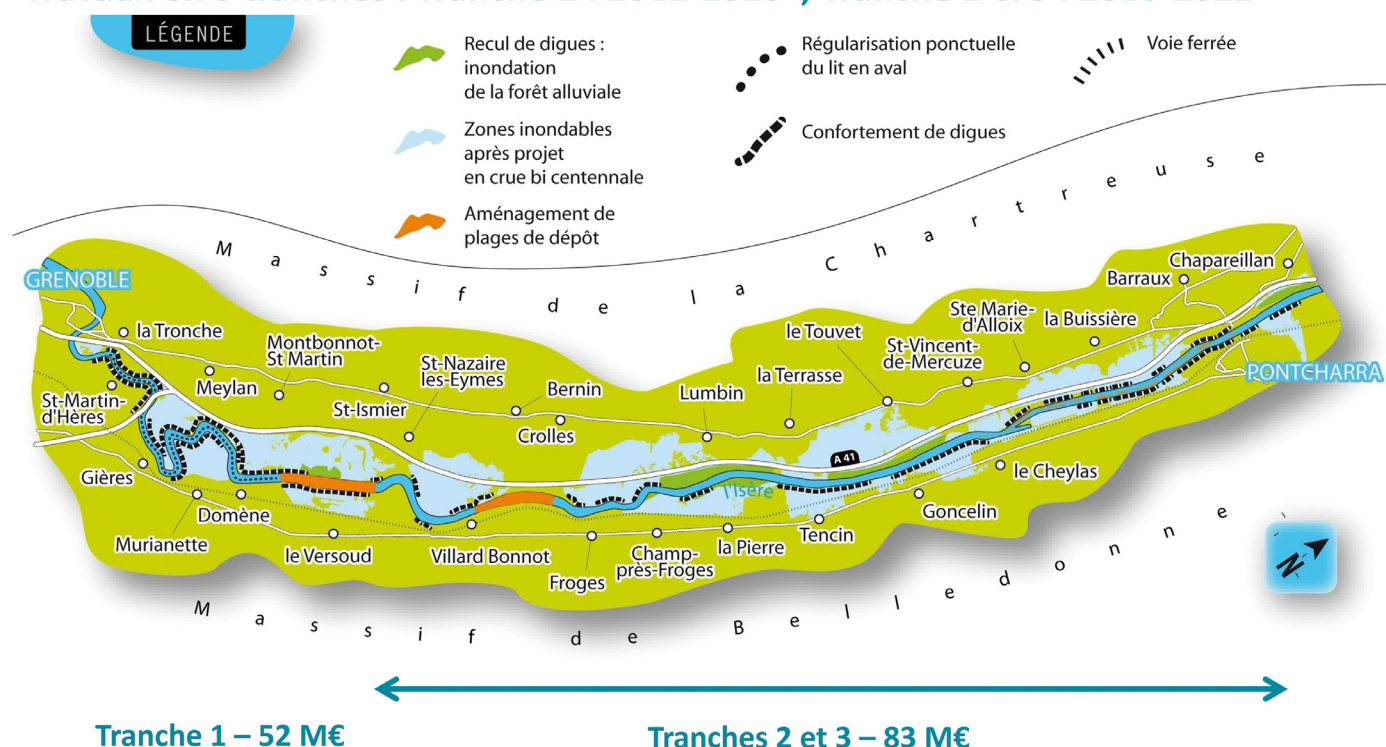 LÉGENDE
Recul de digues :
inondation
de la forêt alluviale
Zones inondables
après projet
en crue bi centennale
Aménagement de
plages de dépôt
Régularisation ponctuelle
du lit en aval
Confortement de digues
Voie ferrée
Massif de la Chartreuse
GRENOBLE
la Tronche
Montbonnot-
St Martin
Meylan
St-Martin-
d'Hères
St-Nazaire
les-Eymes
St-Ismier
Bernin
Crolles
Lumbin
la Terrasse
le Touvet
St-Vincent-
de-Mercuze
Ste Marie-
d'Alloix
la Buissière
Barraux
Chapareillan
PONTCHARRA
A 41
l'Isère
Gières
Murianette
Domène
le Versoud
Villard Bonnot
Froges
Champ-
près-Froges
la Pierre
Tencin
Goncelin
le Cheylas
Massif de Belledonne
N
Tranche 1 – 52 M€
Tranches 2 et 3 – 83 M€